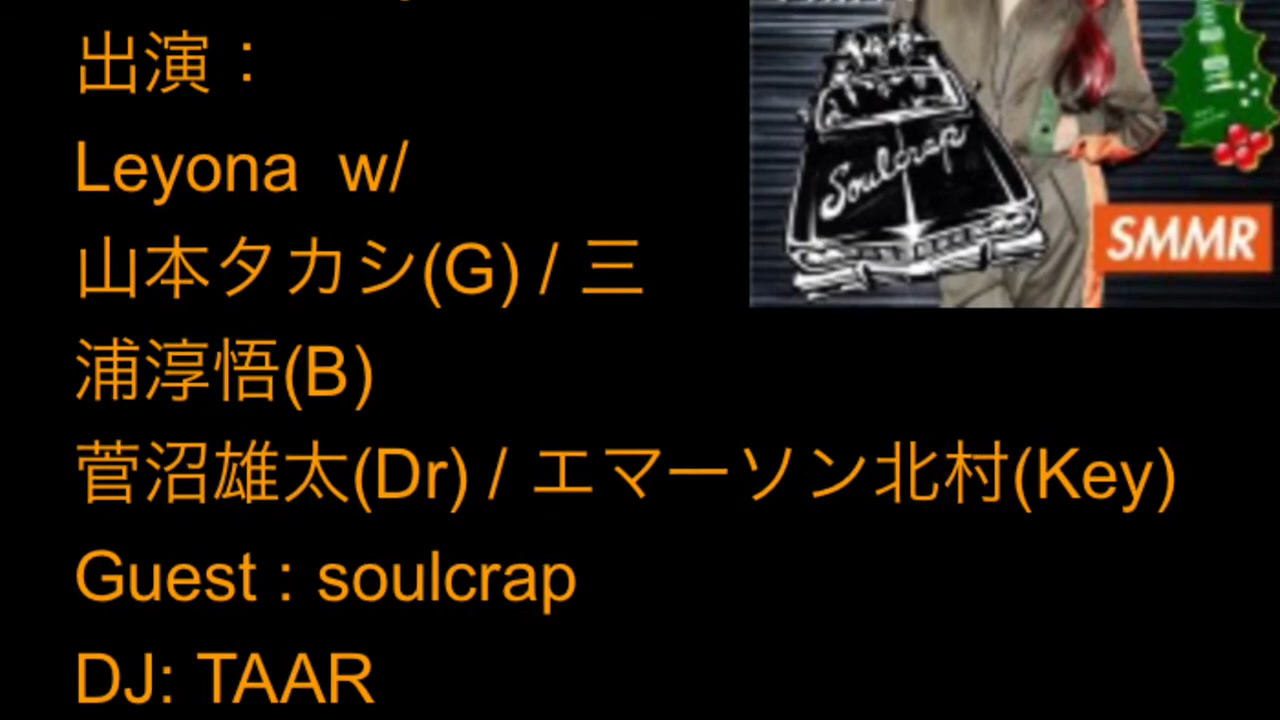 出演：
Leyona w/
山本タカシ(G) / 三
浦淳悟(B)
菅沼雄太(Dr) / エマーソン北村(Key)
Guest : soulcrap
DJ: TAAR
Soulcrap
SMMR